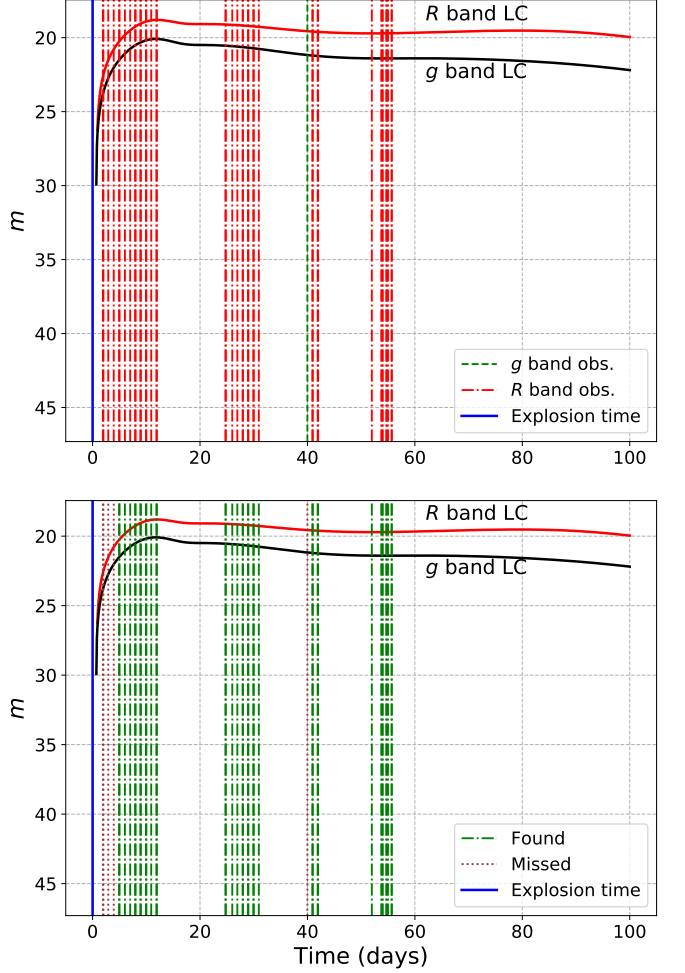 R band LC
20
g band LC
25
30
m
35
40
g band obs.
R band obs.
45
Explosion time
0 20 40 60 80 100
R band LC
20
g band LC
25
30
m
35
40
Found
Missed
45
Explosion time
0 20 40 60 80 100
Time (days)